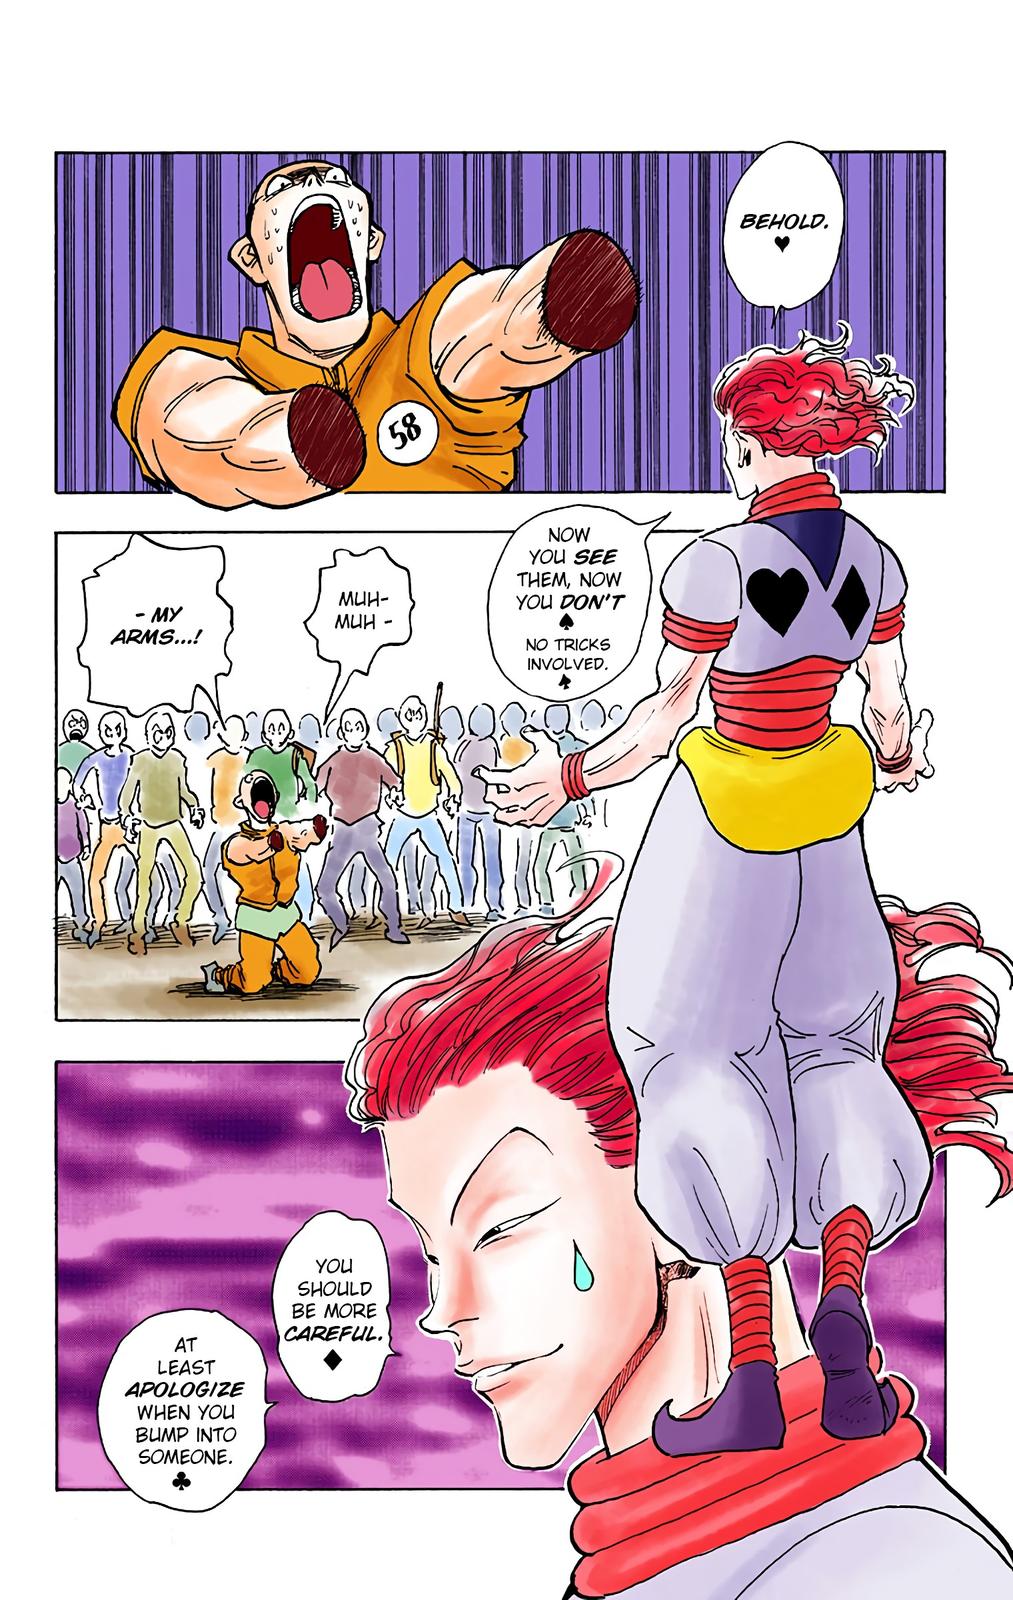 BEHOLD.
♥
58
NOW
YOU SEE
THEM, NOW
YOU DON'T
♠
NO TRICKS
INVOLVED.
♠
MUH-
MUH -
- MY
ARMS...!
YOU
SHOULD
BE MORE
CAREFUL.
♦
AT
LEAST
APOLOGIZE
WHEN YOU
BUMP INTO
SOMEONE.
♣